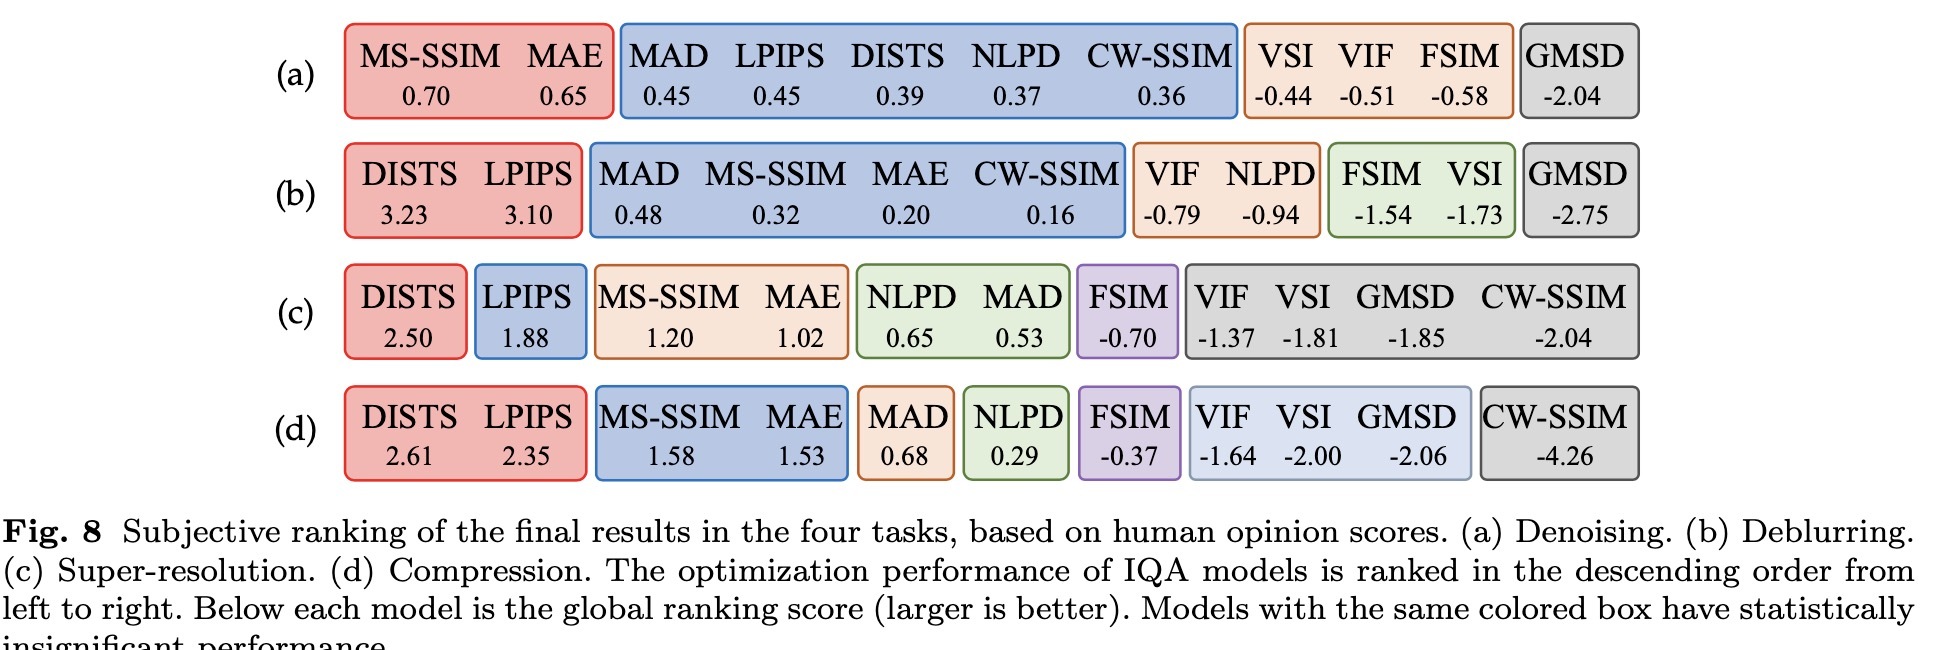 (a) MS-SSIM MAE MAD LPIPS DISTS NLPD CW-SSIM VSI VIF FSIM GMSD
0.70 0.65 0.45 0.45 0.39 0.37 0.36 -0.44 -0.51 -0.58 -2.04
(b) DISTS LPIPS MAD MS-SSIM MAE CW-SSIM VIF NLPD FSIM VSI GMSD
3.23 3.10 0.48 0.32 0.20 0.16 -0.79 -0.94 -1.54 -1.73 -2.75
(c) DISTS LPIPS MS-SSIM MAE NLPD MAD FSIM VIF VSI GMSD CW-SSIM
2.50 1.88 1.20 1.02 0.65 0.53 -0.70 -1.37 -1.81 -1.85 -2.04
(d) DISTS LPIPS MS-SSIM MAE MAD NLPD FSIM VIF VSI GMSD CW-SSIM
2.61 2.35 1.58 1.53 0.68 0.29 -0.37 -1.64 -2.00 -2.06 -4.26
Fig. 8 Subjective ranking of the final results in the four tasks, based on human opinion scores. (a) Denoising. (b) Deblurring.
(c) Super-resolution. (d) Compression. The optimization performance of IQA models is ranked in the descending order from
left to right. Below each model is the global ranking score (larger is better). Models with the same colored box have statistically
insignificant performance.